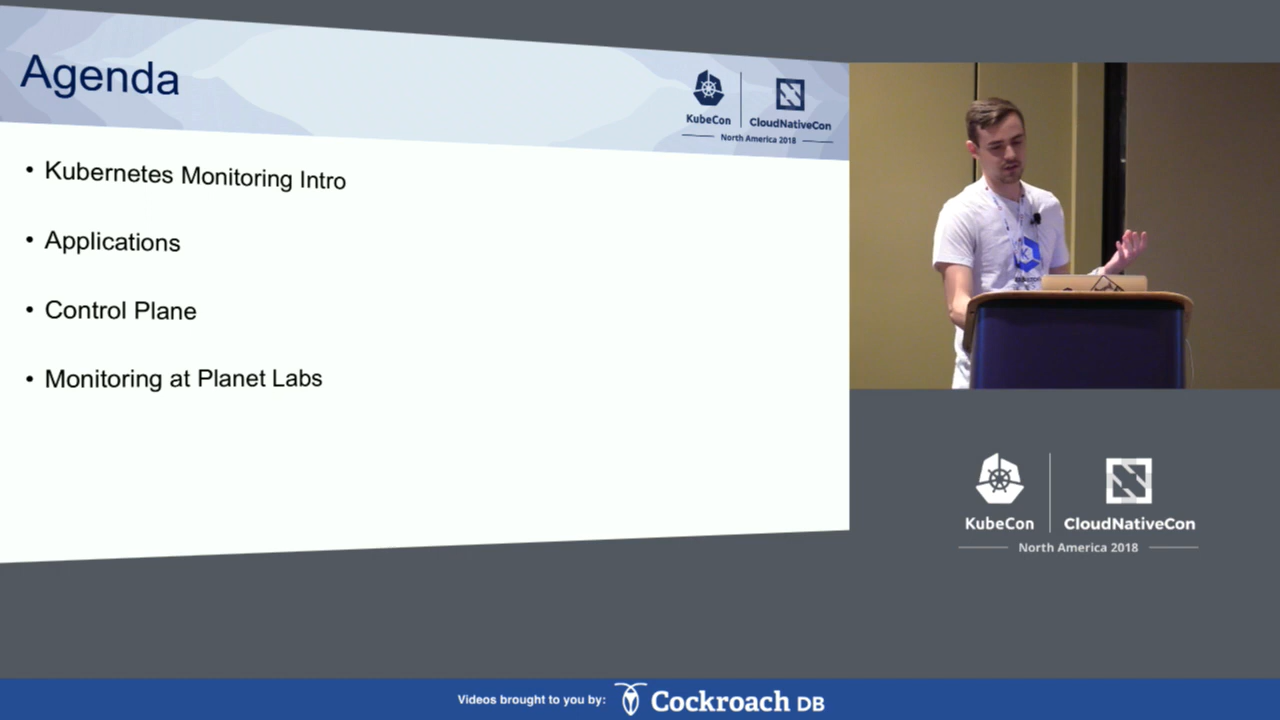 Agenda
KubeCon
CloudNativeCon
North America 2018
• Kubernetes Monitoring Intro
• Applications
• Control Plane
• Monitoring at Planet Labs
KubeCon
CloudNativeCon
North America 2018
Videos brought to you by:
Cockroach DB